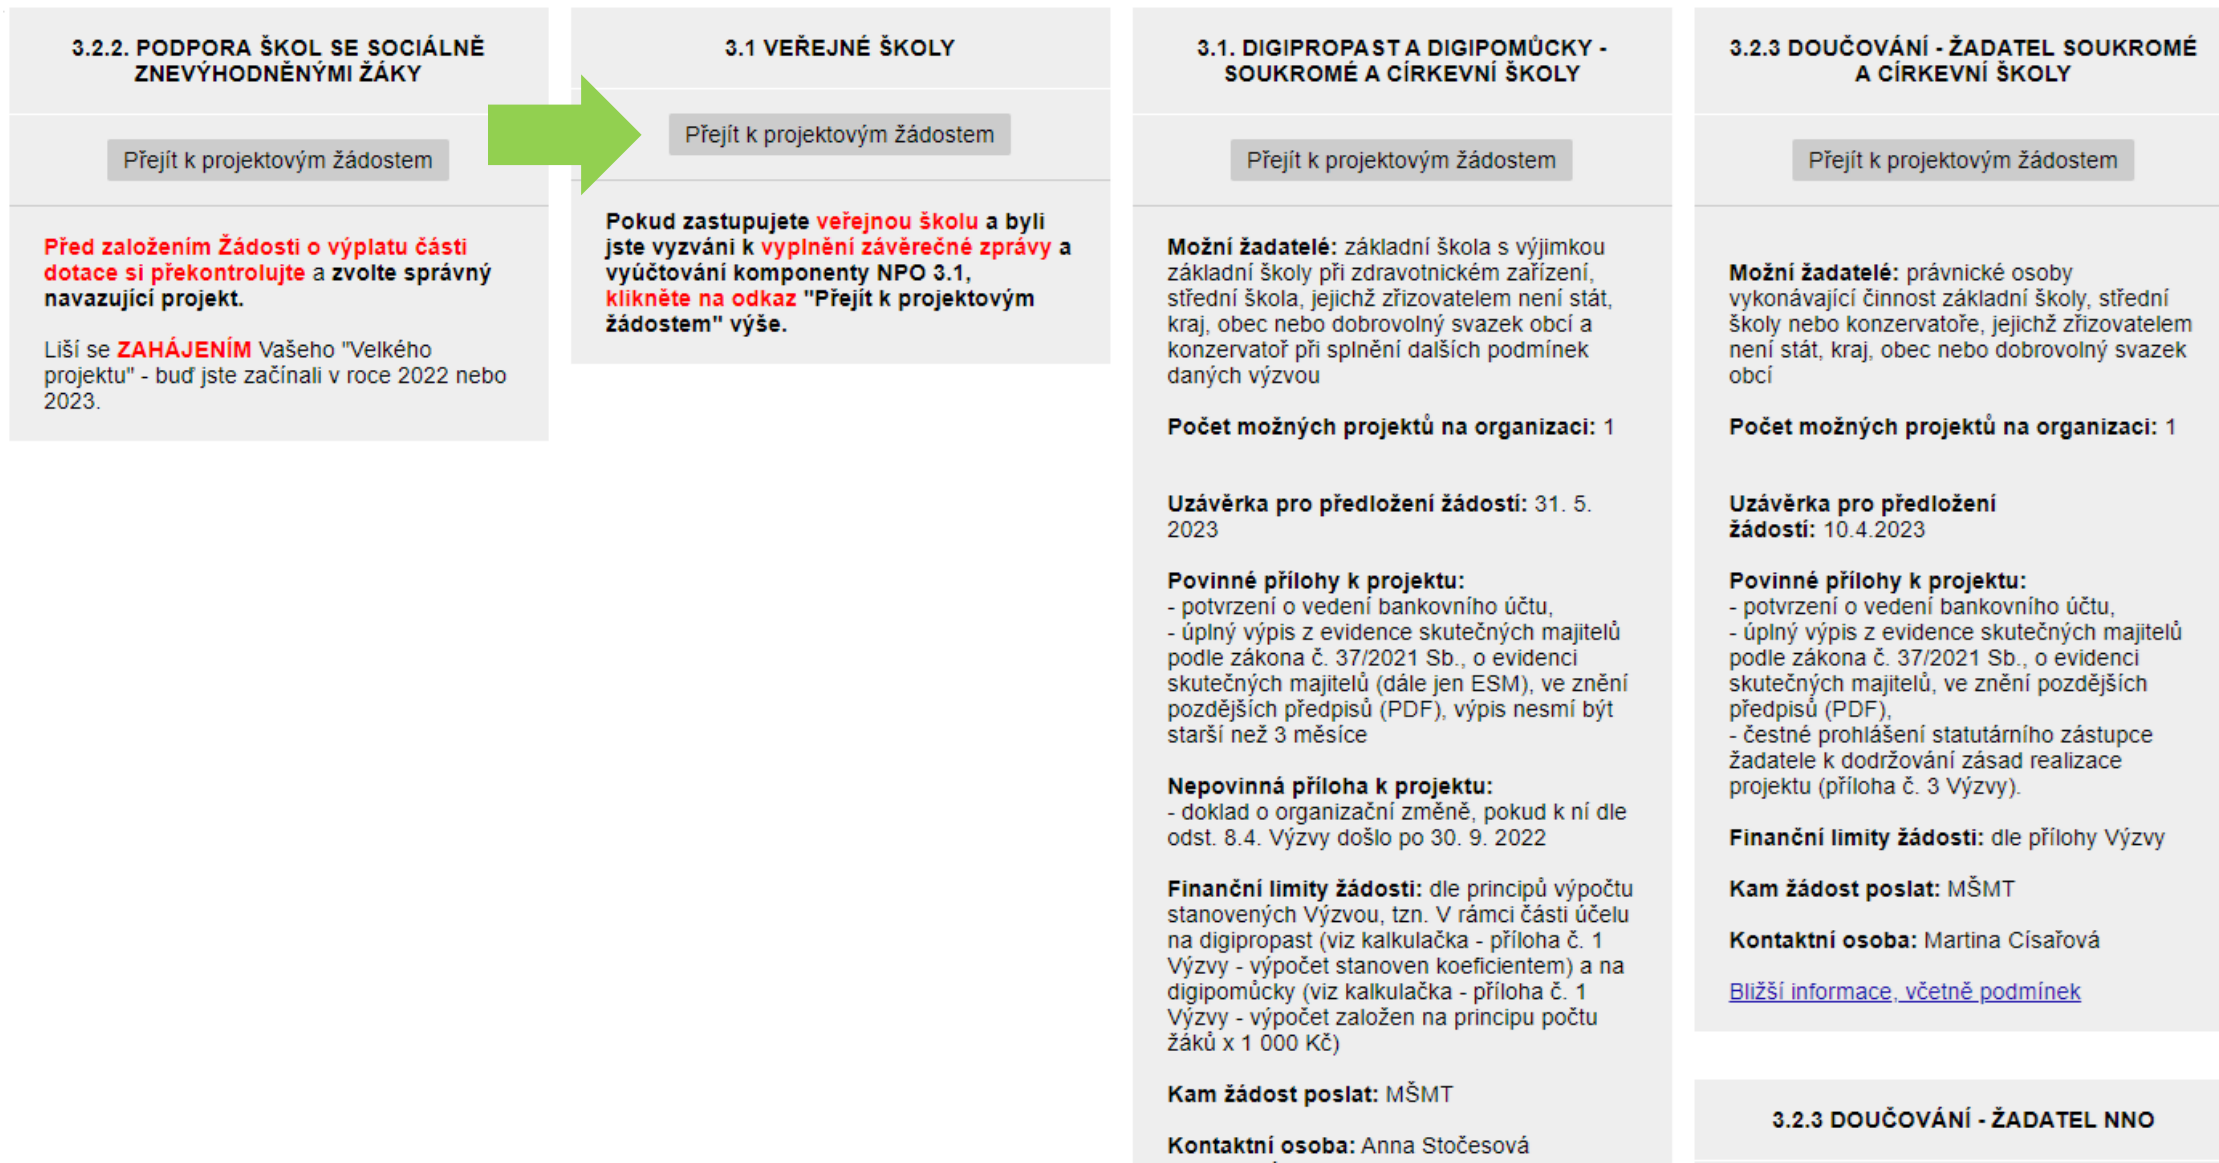 3.2.2. PODPORA ŠKOL SE SOCIÁLNĚ
ZNEVÝHODNĚNÝMI ŽÁKY
Přejít k projektovým žádostem
Před založením Žádosti o výplatu části
dotace si překontrolujte a zvolte správný
navazující projekt.
Liší se ZAHÁJENÍM Vašeho "Velkého
projektu" - buď jste začínali v roce 2022 nebo
2023.
3.1 VEŘEJNÉ ŠKOLY
Přejít k projektovým žádostem
Pokud zastupujete veřejnou školu a byli
jste vyzváni k vyplnění závěrečné zprávy a
vyúčtování komponenty NPO 3.1,
klikněte na odkaz "Přejít k projektovým
žádostem" výše.
3.1. DIGIPROPAST A DIGIPOMŮCKY -
SOUKROMÉ A CÍRKEVNÍ ŠKOLY
Přejít k projektovým žádostem
Možní žadatelé: základní škola s výjimkou
základní školy při zdravotnickém zařízení,
střední škola, jejichž zřizovatelem není stát,
kraj, obec nebo dobrovolný svazek obcí a
konzervatoř při splnění dalších podmínek
daných výzvou
Počet možných projektů na organizaci: 1
Uzávěrka pro předložení žádostí: 31. 5.
2023
Povinné přílohy k projektu:
- potvrzení o vedení bankovního účtu,
- úplný výpis z evidence skutečných majitelů
podle zákona č. 37/2021 Sb., o evidenci
skutečných majitelů (dále jen ESM), ve znění
pozdějších předpisů (PDF), výpis nesmí být
starší než 3 měsíce
Nepovinná příloha k projektu:
- doklad o organizační změně, pokud k ní dle
odst. 8.4. Výzvy došlo po 30. 9. 2022
Finanční limity žádosti: dle principů výpočtu
stanovených Výzvou, tzn. V rámci části účelu
na digipropast (viz kalkulačka - příloha č. 1
Výzvy - výpočet stanoven koeficientem) a na
digipomůcky (viz kalkulačka - příloha č. 1
Výzvy - výpočet založen na principu počtu
žáků x 1 000 Kč)
Kam žádost poslat: MŠMT
Kontaktní osoba: Anna Stočesová
3.2.3 DOUČOVÁNÍ - ŽADATEL SOUKROMÉ
A CÍRKEVNÍ ŠKOLY
Přejít k projektovým žádostem
Možní žadatelé: právnické osoby
vykonávající činnost základní školy, střední
školy nebo konzervatoře, jejichž zřizovatelem
není stát, kraj, obec nebo dobrovolný svazek
obcí
Počet možných projektů na organizaci: 1
Uzávěrka pro předložení
žádostí: 10.4.2023
Povinné přílohy k projektu:
- potvrzení o vedení bankovního účtu,
- úplný výpis z evidence skutečných majitelů
podle zákona č. 37/2021 Sb., o evidenci
skutečných majitelů, ve znění pozdějších
předpisů (PDF),
- čestné prohlášení statutárního zástupce
žadatele k dodržování zásad realizace
projektu (příloha č. 3 Výzvy).
Finanční limity žádosti: dle přílohy Výzvy
Kam žádost poslat: MŠMT
Kontaktní osoba: Martina Císařová
Bližší informace, včetně podmínek
3.2.3 DOUČOVÁNÍ - ŽADATEL NNO